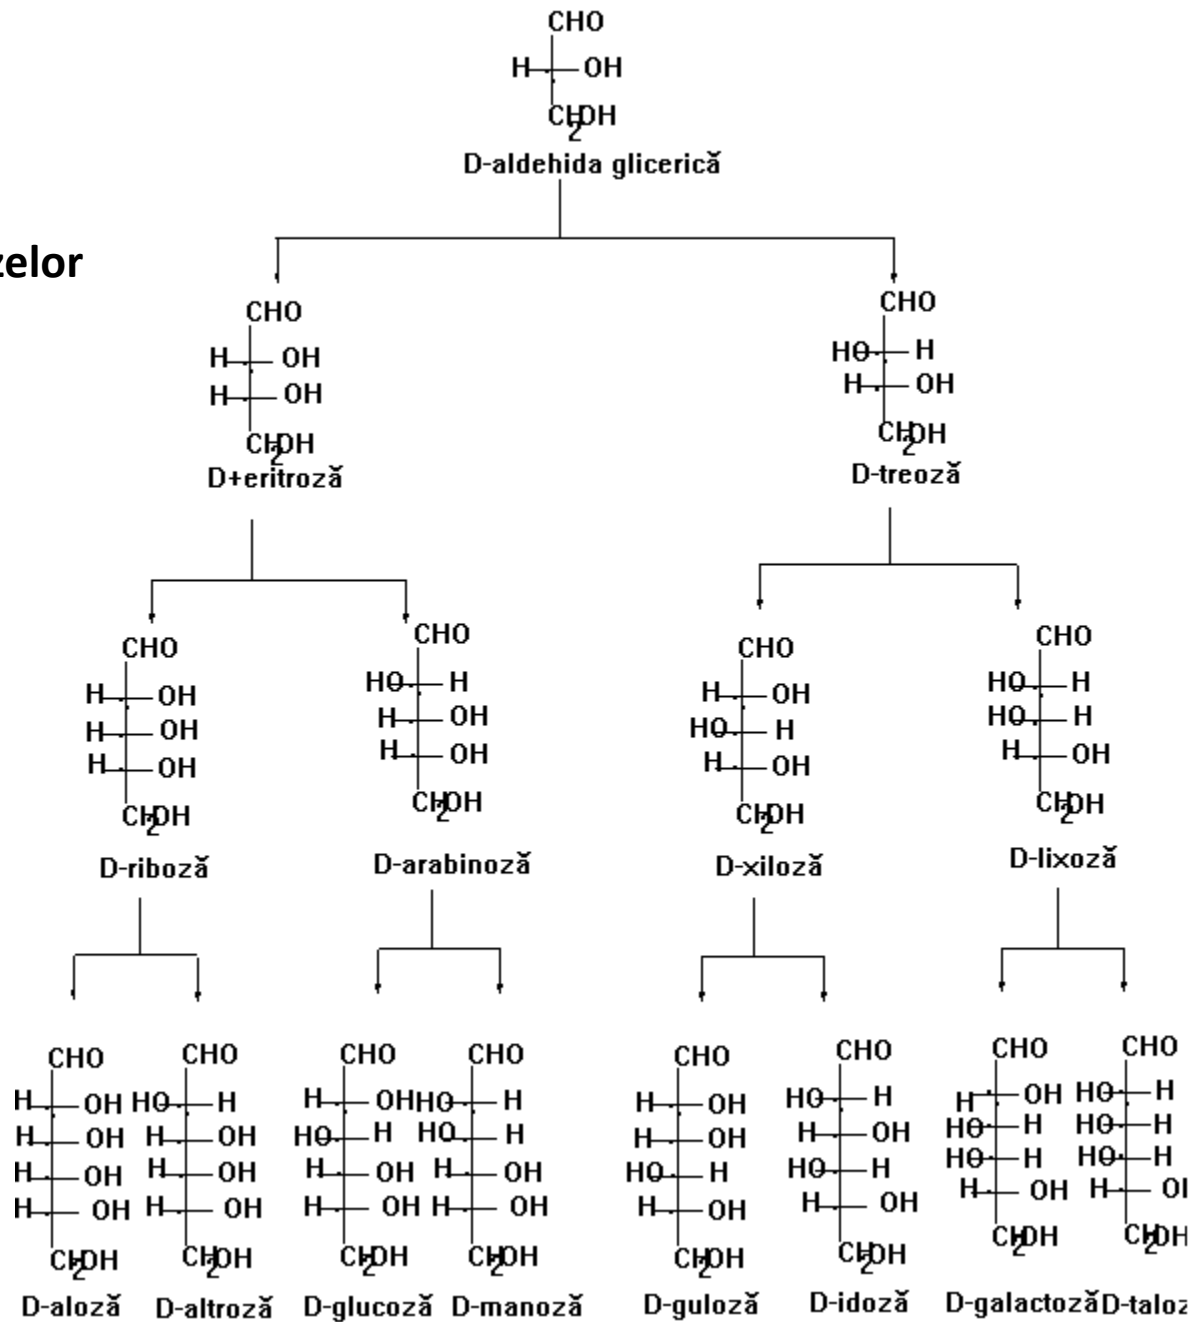 CHO
H OH
CH2OH
D-aldehida glicerică
zelor
CHO CHO
H OH HO H
H OH H OH
CH2OH CH2OH
D+eritroză D-treoză
CHO CHO CHO CHO
H OH HO H H OH HO H
H OH H OH HO H HO H
H OH H OH H OH H OH
CH2OH CH2OH CH2OH CH2OH
D-riboză D-arabinoză D-xiloză D-lixoză
CHO CHO CHO CHO CHO CHO CHO CHO
H OH HO H H OH HO H H OH HO H H OH HO H
H OH H OH HO H HO H H OH H OH HO H HO H
H OH H OH H OH H OH HO H HO H HO H HO H
H OH H OH H OH H OH H OH H OH H OH H O
CH2OH CH2OH CH2OH CH2OH CH2OH CH2OH CH2OH CH2OH
D-aloză D-altroză D-glucoză D-manoză D-guloză D-idoză D-galactoză D-taloz